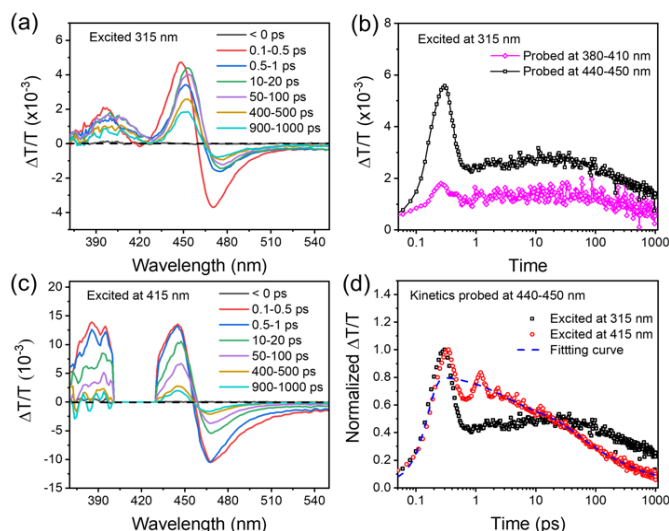 (a)
Excited 315 nm
< 0 ps
0.1-0.5 ps
0.5-1 ps
10-20 ps
50-100 ps
400-500 ps
900-1000 ps
ΔT/T (x10-3)
4
2
0
-2
-4
390 420 450 480 510 540
Wavelength (nm)
(b)
Excited at 315 nm
Probed at 380-410 nm
Probed at 440-450 nm
ΔT/T (x10-3)
8
6
4
2
0
0.1 1 10 100 1000
Time
(c)
Excited at 415 nm
< 0 ps
0.1-0.5 ps
0.5-1 ps
10-20 ps
50-100 ps
400-500 ps
900-1000 ps
ΔT/T (10-3)
20
15
10
5
0
-5
-10
-15
390 420 450 480 510 540
Wavelength (nm)
(d)
Kinetics probed at 440-450 nm
Excited at 315 nm
Excited at 415 nm
Fittting curve
Normalized ΔT/T
1.4
1.2
1.0
0.8
0.6
0.4
0.2
0.0
0.1 1 10 100 1000
Time (ps)